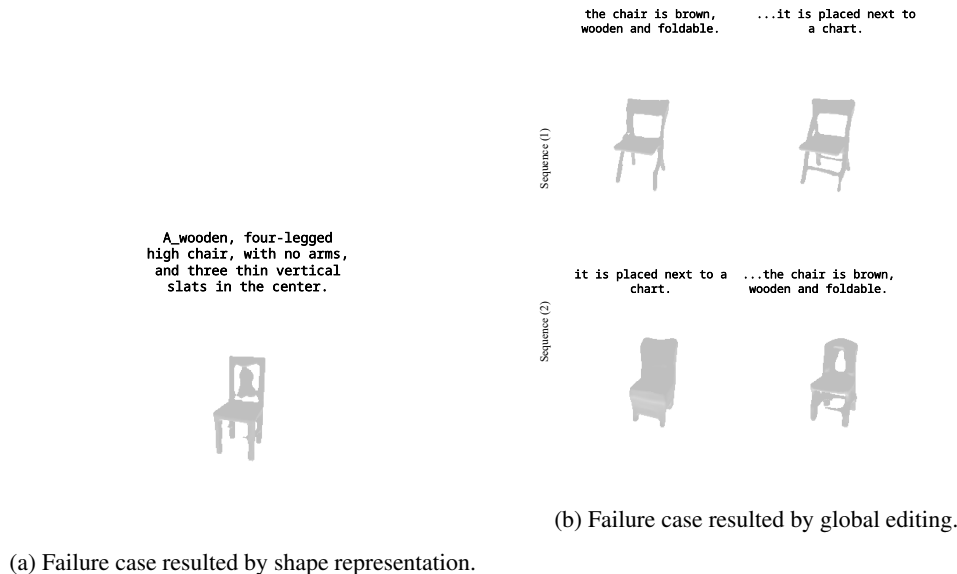 A_wooden, four-legged
high chair, with no arms,
and three thin vertical
slats in the center.
(a) Failure case resulted by shape representation.
the chair is brown,
wooden and foldable.
...it is placed next to
a chart.
Sequence (1)
it is placed next to a
chart.
...the chair is brown,
wooden and foldable.
Sequence (2)
(b) Failure case resulted by global editing.